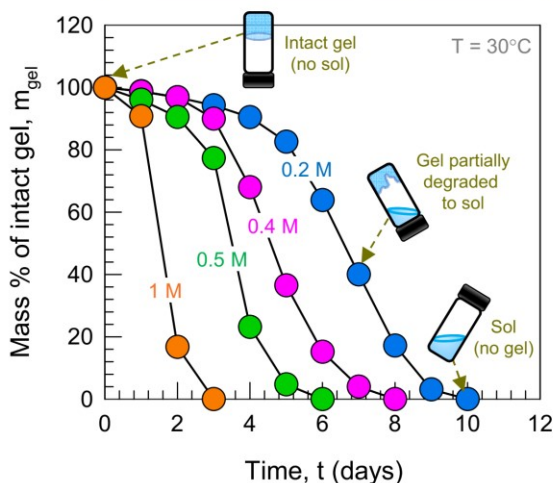 T = 30°C
Intact gel
(no sol)
Mass % of intact gel, m_gel
120
100
80
60
40
20
0
0.2 M
0.4 M
0.5 M
1 M
Gel partially
degraded
to sol
Sol
(no gel)
0 2 4 6 8 10 12
Time, t (days)